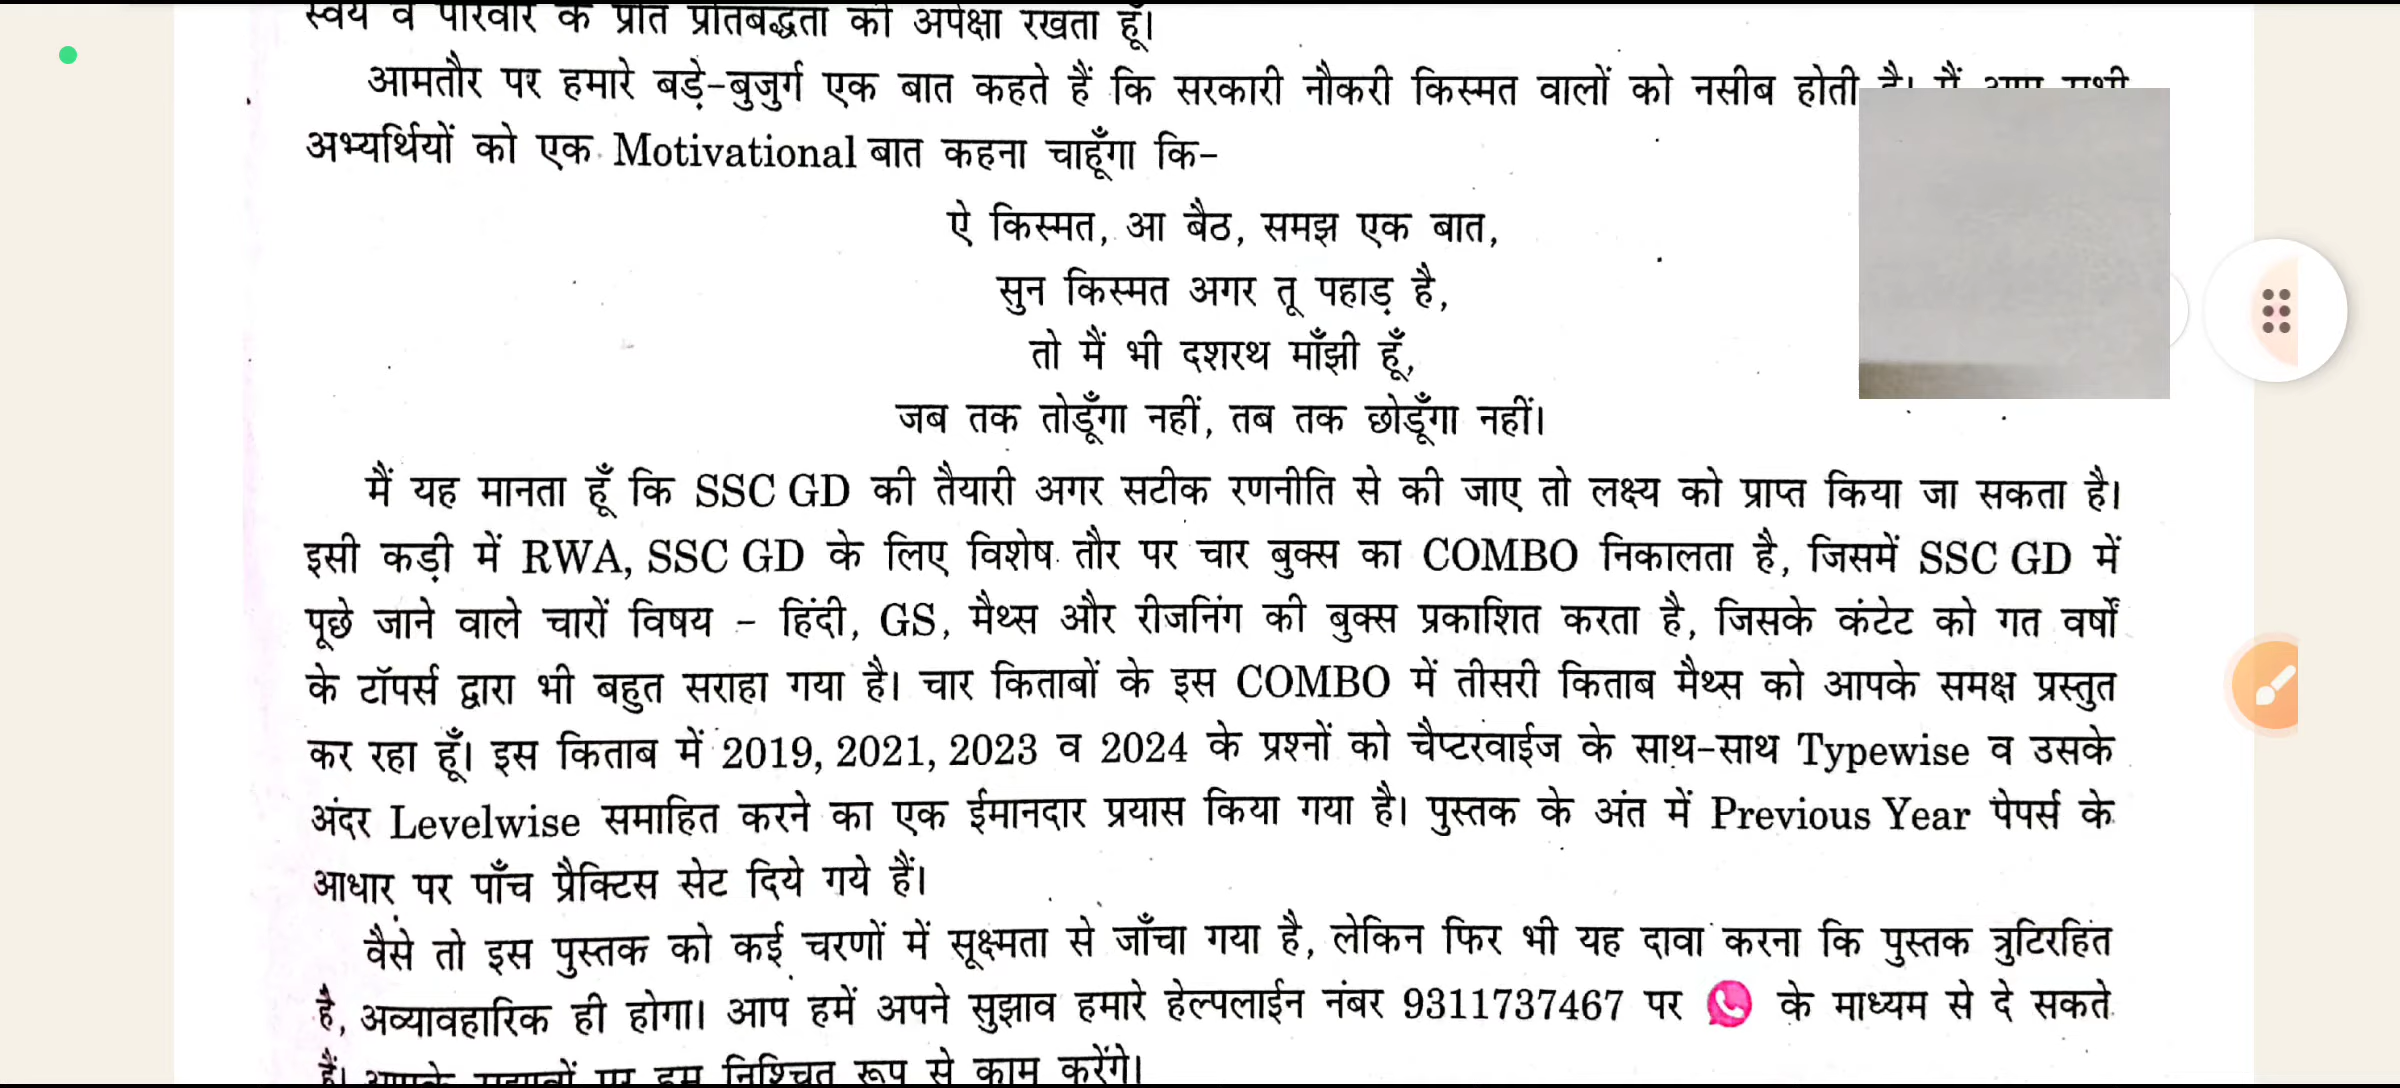 स्वयं व परिवार के प्रति प्रतिबद्धता की अपेक्षा रखता हूँ।
आमतौर पर हमारे बड़े-बुजुर्ग एक बात कहते हैं कि सरकारी नौकरी किस्मत वालों को नसीब होती है। मैं आप सभी
अभ्यर्थियों को एक Motivational बात कहना चाहूँगा कि-
ऐ किस्मत, आ बैठ, समझ एक बात,
सुन किस्मत अगर तू पहाड़ है,
तो मैं भी दशरथ माँझी हूँ,
जब तक तोडूँगा नहीं, तब तक छोडूँगा नहीं।
मैं यह मानता हूँ कि SSC GD की तैयारी अगर सटीक रणनीति से की जाए तो लक्ष्य को प्राप्त किया जा सकता है।
इसी कड़ी में RWA, SSC GD के लिए विशेष तौर पर चार बुक्स का COMBO निकालता है, जिसमें SSC GD में
पूछे जाने वाले चारों विषय - हिंदी, GS, मैथ्स और रीजनिंग की बुक्स प्रकाशित करता है, जिसके कंटेट को गत वर्षों
के टॉपर्स द्वारा भी बहुत सराहा गया है। चार किताबों के इस COMBO में तीसरी किताब मैथ्स को आपके समक्ष प्रस्तुत
कर रहा हूँ। इस किताब में 2019, 2021, 2023 व 2024 के प्रश्नों को चैप्टरवाईज के साथ-साथ Typewise व उसके
अंदर Levelwise समाहित करने का एक ईमानदार प्रयास किया गया है। पुस्तक के अंत में Previous Year पेपर्स के
आधार पर पाँच प्रैक्टिस सेट दिये गये हैं।
वैसे तो इस पुस्तक को कई चरणों में सूक्ष्मता से जाँचा गया है, लेकिन फिर भी यह दावा करना कि पुस्तक त्रुटिरहित
है, अव्यावहारिक ही होगा। आप हमें अपने सुझाव हमारे हेल्पलाईन नंबर 9311737467 पर के माध्यम से दे सकते
हैं। आपके सुझावों पर हम निश्चित रूप से काम करेंगे।